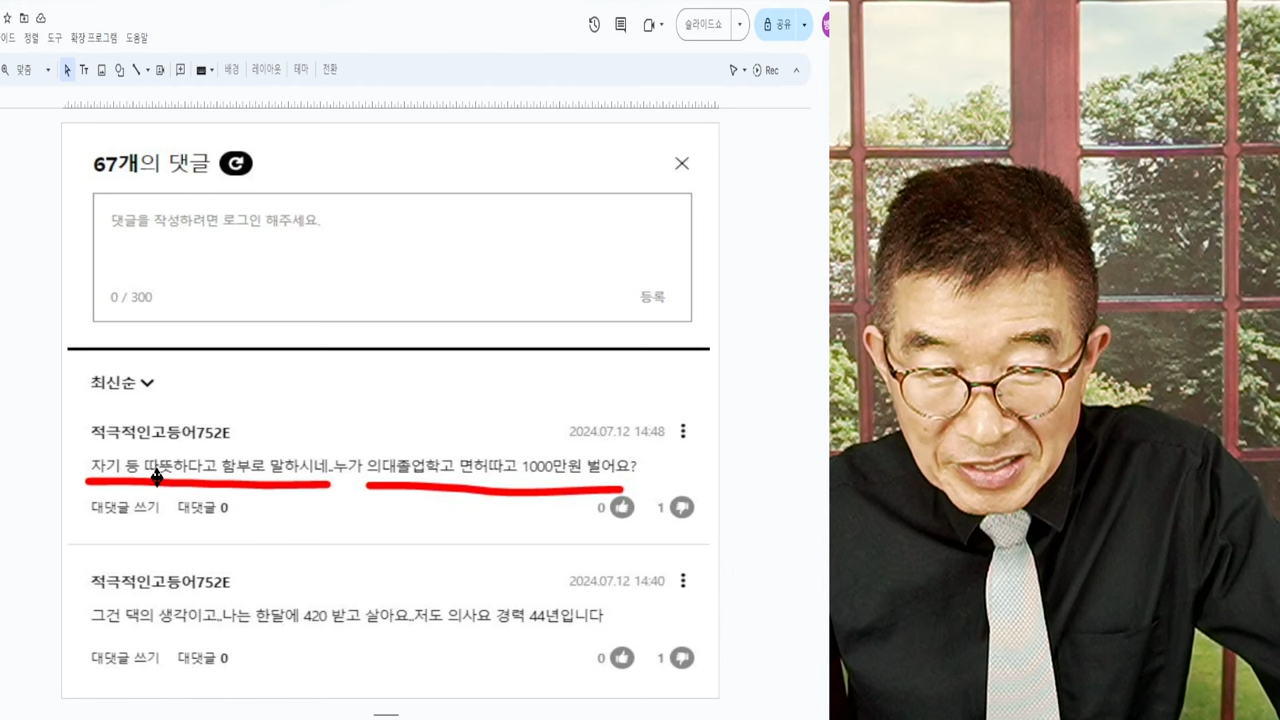 정렬 도구 확장 프로그램 도움말
슬라이드쇼
공유
맞춤
배경
레이아웃
테마
전환
Rec
67개의 댓글
댓글을 작성하려면 로그인 해주세요.
0 / 300
등록
최신순
적극적인고등어752E
2024.07.12 14:48
자기 등 따뜻하다고 함부로 말하시네..누가 의대졸업학고 면허따고 1000만원 벌어요?
대댓글 쓰기 대댓글 0
0
1
적극적인고등어752E
2024.07.12 14:40
그건 댁의 생각이고..나는 한달에 420 받고 살아요..저도 의사요 경력 44년입니다
대댓글 쓰기 대댓글 0
0
1